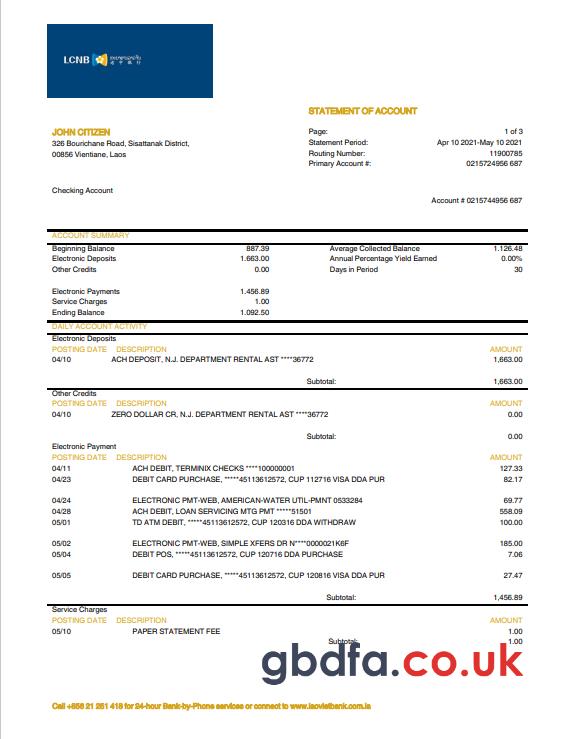 LCNB
STATEMENT OF ACCOUNT
JOHN CITIZEN
326 Bourichane Road, Sisattanak District,
00856 Vientiane, Laos
Page: 1 of 3
Statement Period: Apr 10 2021-May 10 2021
Routing Number: 11900785
Primary Account #: 0215724956 687
Checking Account
Account # 0215744956 687
ACCOUNT SUMMARY
Beginning Balance 887.39 Average Collected Balance 1.126.48
Electronic Deposits 1.663.00 Annual Percentage Yield Earned 0.00%
Other Credits 0.00 Days in Period 30
Electronic Payments 1.456.89
Service Charges 1.00
Ending Balance 1.092.50
DAILY ACCOUNT ACTIVITY
Electronic Deposits
POSTING DATE DESCRIPTION AMOUNT
04/10 ACH DEPOSIT, N.J. DEPARTMENT RENTAL AST ****36772 1,663.00
Subtotal: 1,663.00
Other Credits
POSTING DATE DESCRIPTION AMOUNT
04/10 ZERO DOLLAR CR, N.J. DEPARTMENT RENTAL AST ****36772 0.00
Subtotal: 0.00
Electronic Payment
POSTING DATE DESCRIPTION AMOUNT
04/11 ACH DEBIT, TERMINIX CHECKS ****100000001 127.33
04/23 DEBIT CARD PURCHASE, *****45113612572, CUP 112716 VISA DDA PUR 82.17
04/24 ELECTRONIC PMT-WEB, AMERICAN-WATER UTIL-PMNT 0533284 69.77
04/28 ACH DEBIT, LOAN SERVICING MTG PMT *****51501 558.09
05/01 TD ATM DEBIT, *****45113612572, CUP 120316 DDA WITHDRAW 100.00
05/02 ELECTRONIC PMT-WEB, SIMPLE XFERS DR N****0000021K6F 185.00
05/04 DEBIT POS, *****45113612572, CUP 120716 DDA PURCHASE 7.06
05/05 DEBIT CARD PURCHASE, *****45113612572, CUP 120816 VISA DDA PUR 27.47
Subtotal: 1,456.89
Service Charges
POSTING DATE DESCRIPTION AMOUNT
05/10 PAPER STATEMENT FEE 1.00
Subtotal: 1.00
gbdfa.co.uk
Call +856 21 251 418 for 24-hour Bank-by-Phone services or connect to www.laovietbank.com.la